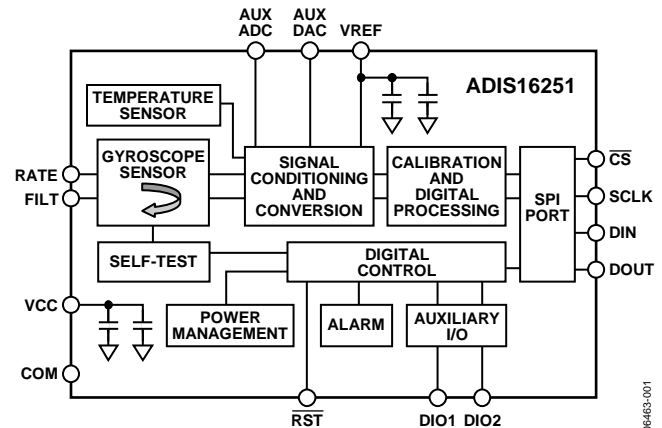 AUX ADC
AUX DAC
VREF
ADIS16251
TEMPERATURE
SENSOR
GYROSCOPE
SENSOR
SIGNAL
CONDITIONING
AND
CONVERSION
CALIBRATION
AND
DIGITAL
PROCESSING
SPI
PORT
RATE
FILT
CS
SCLK
DIN
DOUT
SELF-TEST
DIGITAL
CONTROL
VCC
POWER
MANAGEMENT
ALARM
AUXILIARY
I/O
COM
RST
DIO1 DIO2
06463-001